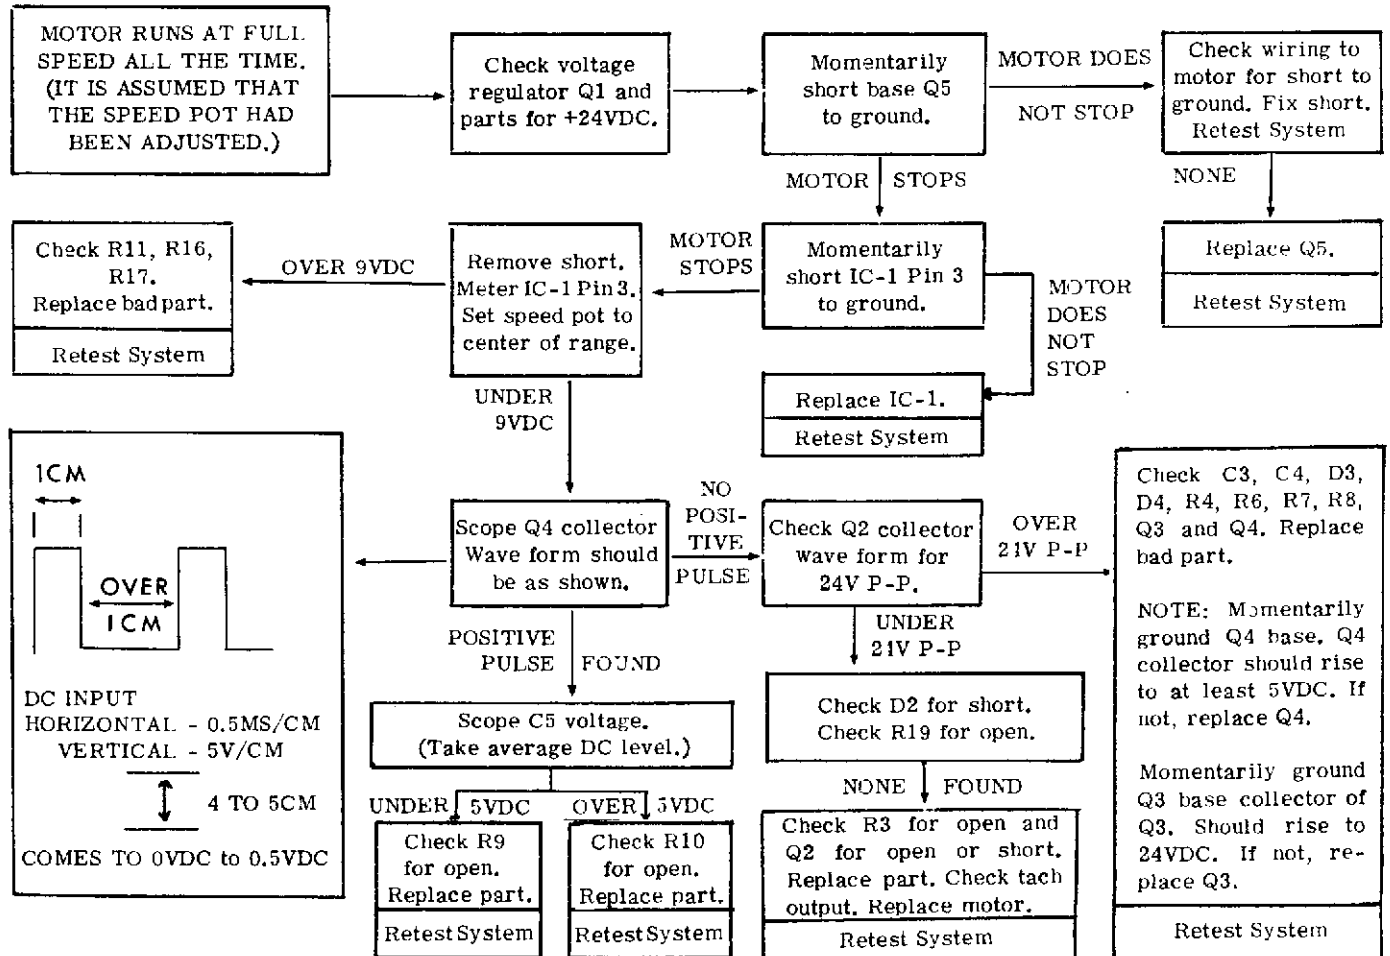 MOTOR RUNS AT FULL
SPEED ALL THE TIME.
(IT IS ASSUMED THAT
THE SPEED POT HAD
BEEN ADJUSTED.)
Check voltage
regulator Q1 and
parts for +24VDC.
Momentarily
short base Q5
to ground.
MOTOR DOES
NOT STOP
Check wiring to
motor for short to
ground. Fix short.
Retest System
MOTOR STOPS
NONE
Replace Q5.
Retest System
Check R11, R16,
R17.
Replace bad part.
Retest System
OVER 9VDC
Remove short.
Meter IC-1 Pin 3.
Set speed pot to
center of range.
MOTOR
STOPS
Momentarily
short IC-1 Pin 3
to ground.
MOTOR
DOES
NOT
STOP
Replace IC-1.
Retest System
UNDER
9VDC
1CM
OVER
1CM
DC INPUT
HORIZONTAL - 0.5MS/CM
VERTICAL - 5V/CM
4 TO 5CM
COMES TO 0VDC to 0.5VDC
Scope Q4 collector
Wave form should
be as shown.
NO
POSI-
TIVE
PULSE
Check Q2 collector
wave form for
24V P-P.
OVER
21V P-P
Check C3, C4, D3,
D4, R4, R6, R7, R8,
Q3 and Q4. Replace
bad part.
NOTE: Momentarily
ground Q4 base. Q4
collector should rise
to at least 5VDC. If
not, replace Q4.
Momentarily ground
Q3 base collector of
Q3. Should rise to
24VDC. If not, re-
place Q3.
Retest System
POSITIVE
PULSE FOUND
UNDER
21V P-P
Scope C5 voltage.
(Take average DC level.)
Check D2 for short.
Check R19 for open.
UNDER 5VDC
OVER 5VDC
NONE FOUND
Check R9
for open.
Replace part.
Retest System
Check R10
for open.
Replace part.
Retest System
Check R3 for open and
Q2 for open or short.
Replace part. Check tach
output. Replace motor.
Retest System